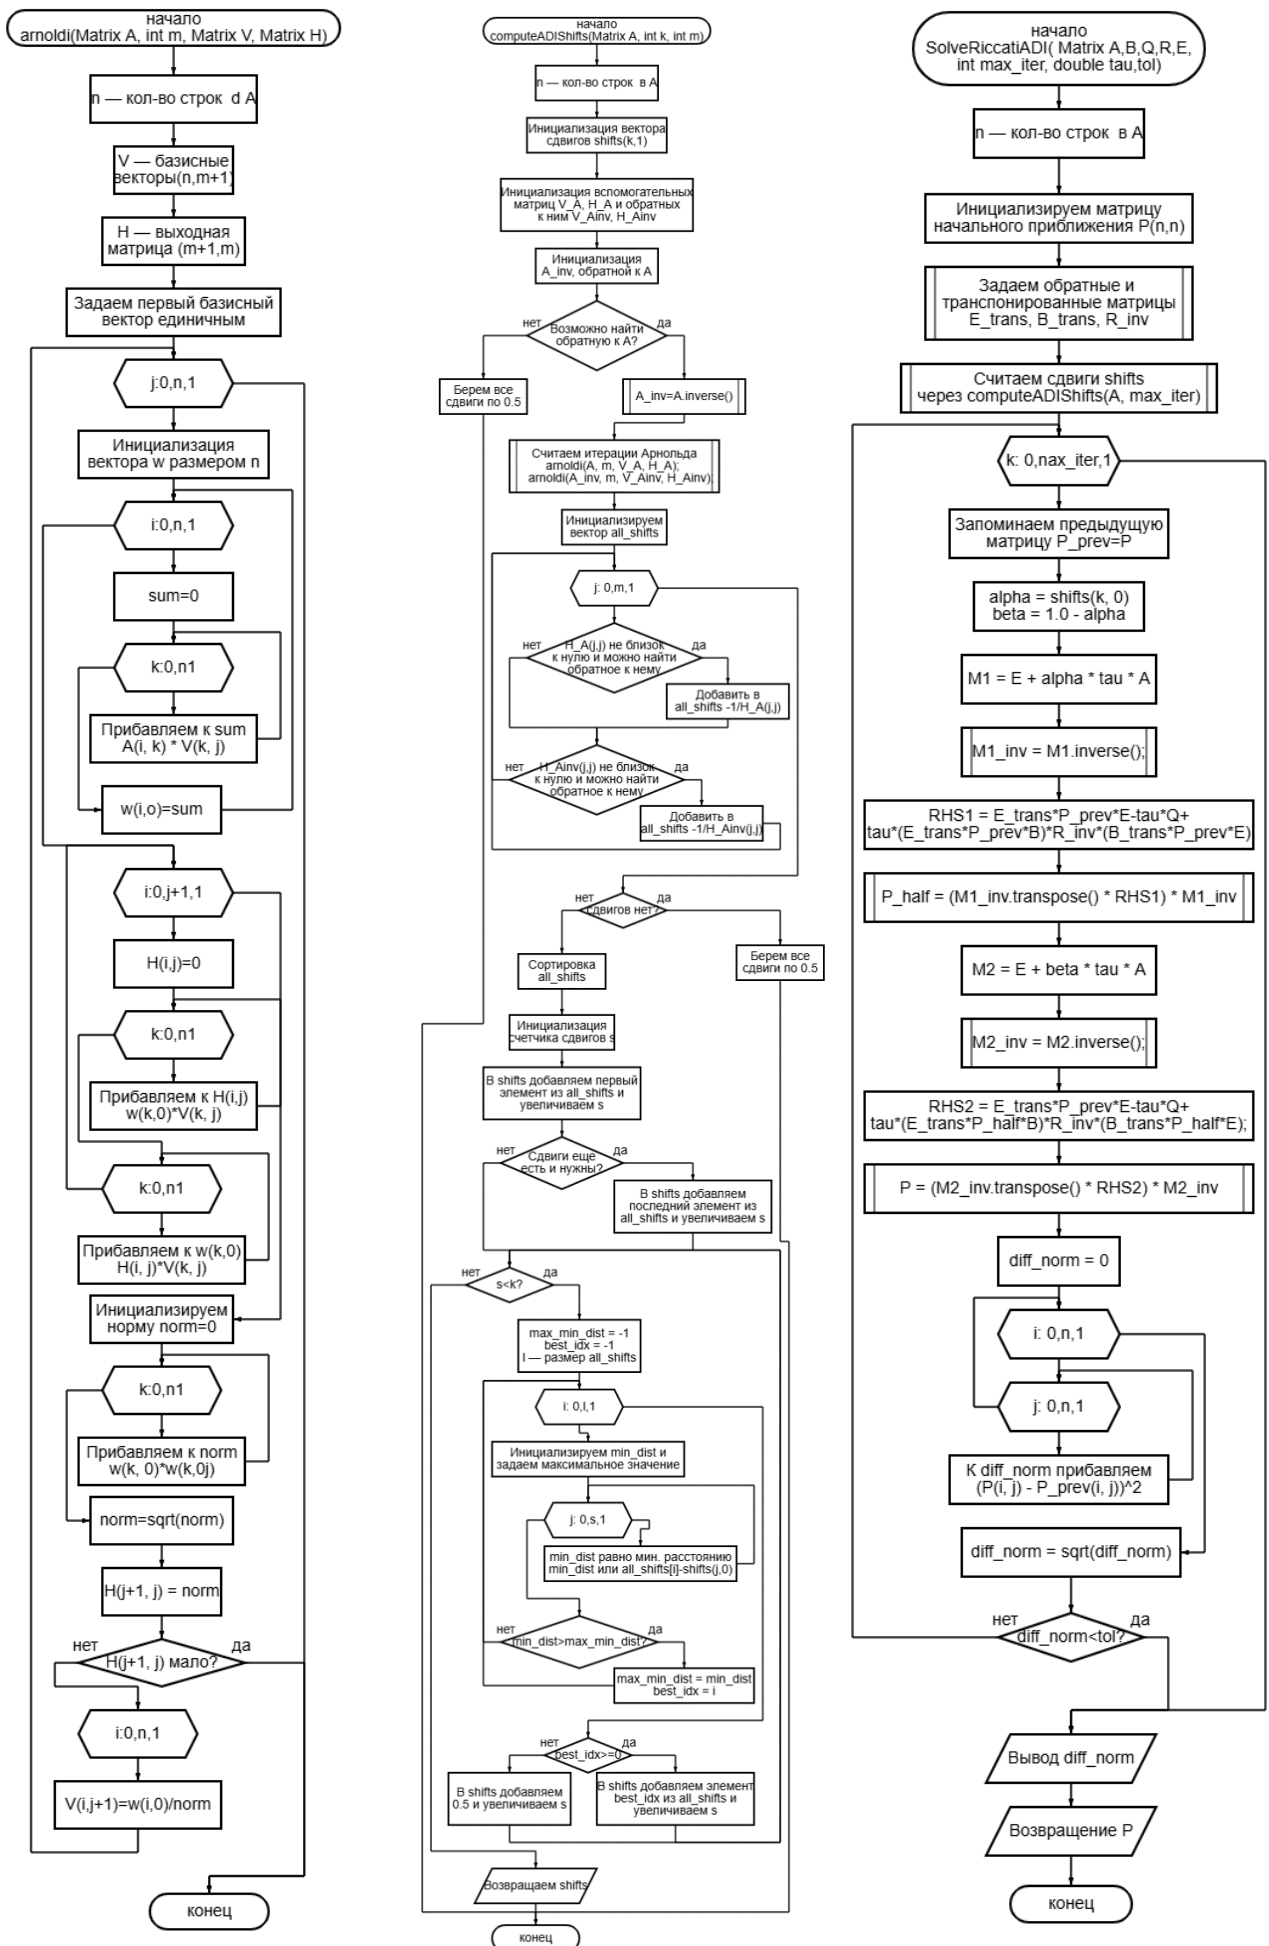 начало
arnoldi(Matrix A, int m, Matrix V, Matrix H)
n — кол-во строк d A
V — базисные
векторы(n,m+1)
H — выходная
матрица (m+1,m)
Задаем первый базисный
вектор единичным
j:0,n,1
Инициализация
вектора w размером n
i:0,n,1
sum=0
k:0,n1
Прибавляем к sum
A(i, k) * V(k, j)
w(i,o)=sum
i:0,j+1,1
H(i,j)=0
k:0,n1
Прибавляем к H(i,j)
w(k,0)*V(k, j)
k:0,n1
Прибавляем к w(k,0)
H(i, j)*V(k, j)
Инициализируем
норму norm=0
k:0,n1
Прибавляем к norm
w(k, 0)*w(k,0j)
norm=sqrt(norm)
H(j+1, j) = norm
нет
да
H(j+1, j) мало?
i:0,n,1
V(i,j+1)=w(i,0)/norm
конец
начало
computeADIShifts(Matrix A, int k, int m)
n — кол-во строк  в A
Инициализация вектора
сдвигов shifts(k,1)
Инициализация вспомогательных
матриц V_A, H_A и обратных
к ним V_Ainv, H_Ainv
Инициализация
A_inv, обратной к A
нет
да
Возможно найти
обратную к A?
Берем все
сдвиги по 0.5
A_inv=A.inverse()
Считаем итерации Арнольда
arnoldi(A, m, V_A, H_A);
arnoldi(A_inv, m, V_Ainv, H_Ainv);
Инициализируем
вектор all_shifts
j: 0,m,1
нет
да
H_A(j,j) не близок
к нулю и можно найти
обратное к нему
Добавить в
all_shifts -1/H_A(j,j)
нет
да
H_Ainv(j,j) не близок
к нулю и можно найти
обратное к нему
Добавить в
all_shifts -1/H_Ainv(j,j)
нет
да
сдвигов нет?
Сортировка
all_shifts
Берем все
сдвиги по 0.5
Инициализация
счетчика сдвигов s
В shifts добавляем первый
элемент из all_shifts и
увеличиваем s
нет
да
Сдвиги еще
есть и нужны?
В shifts добавляем
последний элемент из
all_shifts и увеличиваем s
нет
да
s<k?
max_min_dist = -1
best_idx = -1
l — размер all_shifts
i: 0,l,1
Инициализируем min_dist и
задаем максимальное значение
j: 0,s,1
min_dist равно мин. расстоянию
min_dist или all_shifts[i]-shifts(j,0)
нет
да
min_dist>max_min_dist?
max_min_dist = min_dist
best_idx = i
нет
да
best_idx>=0
В shifts добавляем
0.5 и увеличиваем s
В shifts добавляем элемент
best_idx из all_shifts и
увеличиваем s
Возвращаем shifts
конец
начало
SolveRiccatiADI( Matrix A,B,Q,R,E,
int max_iter, double tau,tol)
n — кол-во строк  в A
Инициализируем матрицу
начального приближения P(n,n)
Задаем обратные и
транспонированные матрицы
E_trans, B_trans, R_inv
Считаем сдвиги shifts
через computeADIShifts(A, max_iter)
k: 0,nax_iter,1
Запоминаем предыдущую
матрицу P_prev=P
alpha = shifts(k, 0)
beta = 1.0 - alpha
M1 = E + alpha * tau * A
M1_inv = M1.inverse();
RHS1 = E_trans*P_prev*E-tau*Q+
tau*(E_trans*P_prev*B)*R_inv*(B_trans*P_prev*E)
P_half = (M1_inv.transpose() * RHS1) * M1_inv
M2 = E + beta * tau * A
M2_inv = M2.inverse();
RHS2 = E_trans*P_prev*E-tau*Q+
tau*(E_trans*P_half*B)*R_inv*(B_trans*P_half*E);
P = (M2_inv.transpose() * RHS2) * M2_inv
diff_norm = 0
i: 0,n,1
j: 0,n,1
К diff_norm прибавляем
(P(i, j) - P_prev(i, j))^2
diff_norm = sqrt(diff_norm)
нет
да
diff_norm<tol?
Вывод diff_norm
Возвращение P
конец